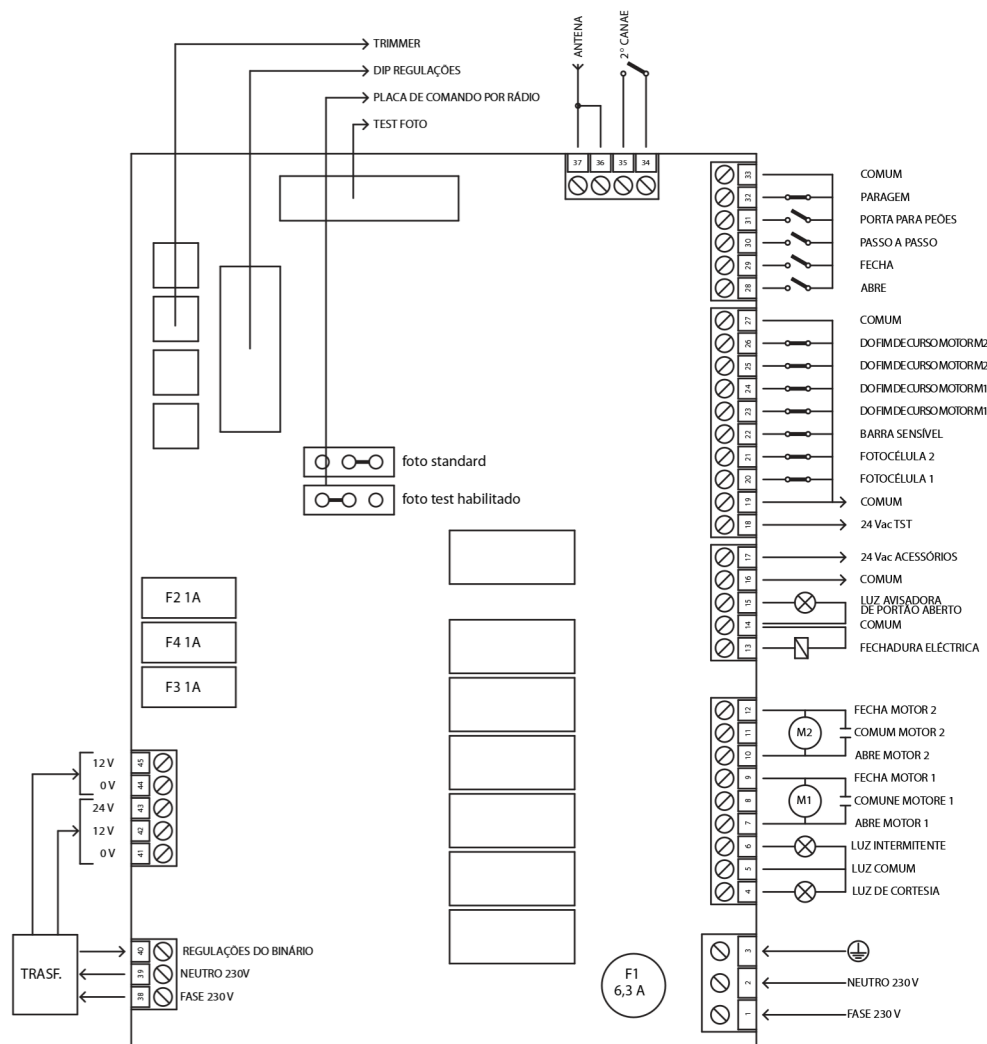 TRIMMER
DIP REGULAÇÕES
PLACA DE COMANDO POR RÁDIO
TEST FOTO
ANTENA
2° CANAE
37 36 35 34
33 COMUM
32 PARAGEM
31 PORTA PARA PEÕES
30 PASSO A PASSO
29 FECHA
28 ABRE
27 COMUM
26 DO FIM DE CURSO MOTOR M2
25 DO FIM DE CURSO MOTOR M2
24 DO FIM DE CURSO MOTOR M1
23 DO FIM DE CURSO MOTOR M1
22 BARRA SENSÍVEL
21 FOTOCÉLULA 2
20 FOTOCÉLULA 1
19 COMUM
18 24 Vac TST
foto standard
foto test habilitado
17 24 Vac ACESSÓRIOS
16 COMUM
15 LUZ AVISADORA
DE PORTÃO ABERTO
14 COMUM
13 FECHADURA ELÉCTRICA
F2 1A
F4 1A
F3 1A
12 FECHA MOTOR 2
11 M2 COMUM MOTOR 2
10 ABRE MOTOR 2
9 FECHA MOTOR 1
8 M1 COMUNE MOTORE 1
7 ABRE MOTOR 1
6 LUZ INTERMITENTE
5 LUZ COMUM
4 LUZ DE CORTESIA
12 V 45
0 V 44
24 V 43
12 V 42
0 V 41
TRASF.
40 REGULAÇÕES DO BINÁRIO
39 NEUTRO 230V
38 FASE 230 V
F1
6,3 A
3
2 NEUTRO 230 V
1 FASE 230 V